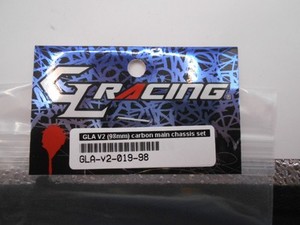 GL RACING
GLA V2 (98mm) carbon main chassis set
GLA-v2-019-98